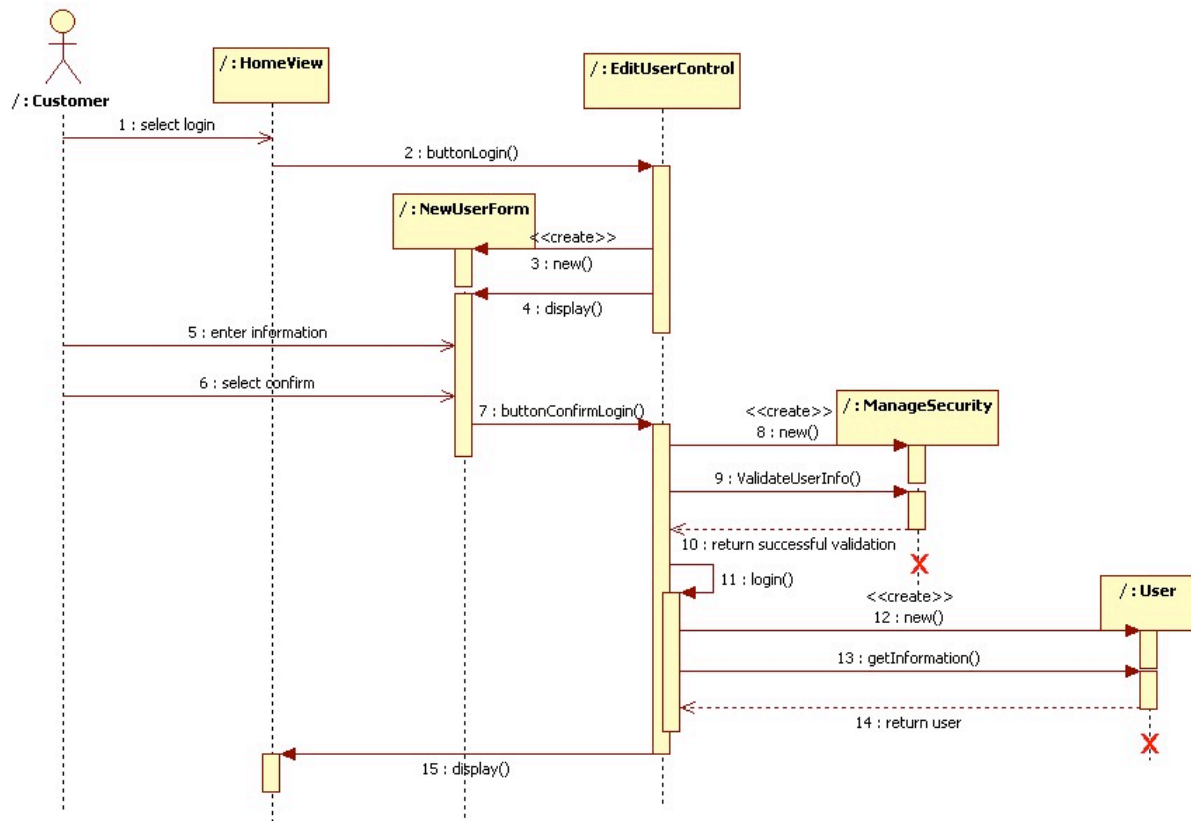 / : Customer
/ : HomeView
/ : EditUserControl
1 : select login
2 : buttonLogin()
/ : NewUserForm
<<create>>
3 : new()
4 : display()
5 : enter information
6 : select confirm
7 : buttonConfirmLogin()
<<create>>
8 : new()
/ : ManageSecurity
9 : ValidateUserInfo()
10 : return successful validation
11 : login()
<<create>>
12 : new()
/ : User
13 : getInformation()
14 : return user
15 : display()